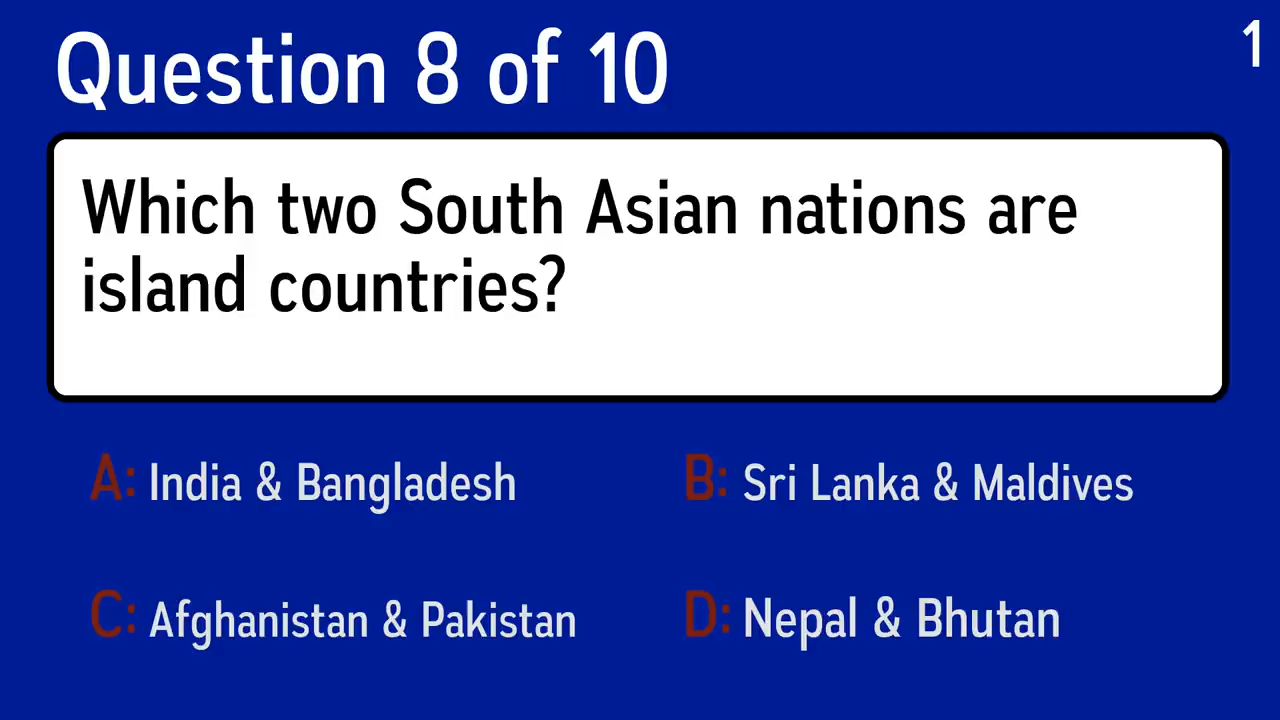 Question 8 of 10
1
Which two South Asian nations are
island countries?
A: India & Bangladesh
B: Sri Lanka & Maldives
C: Afghanistan & Pakistan
D: Nepal & Bhutan